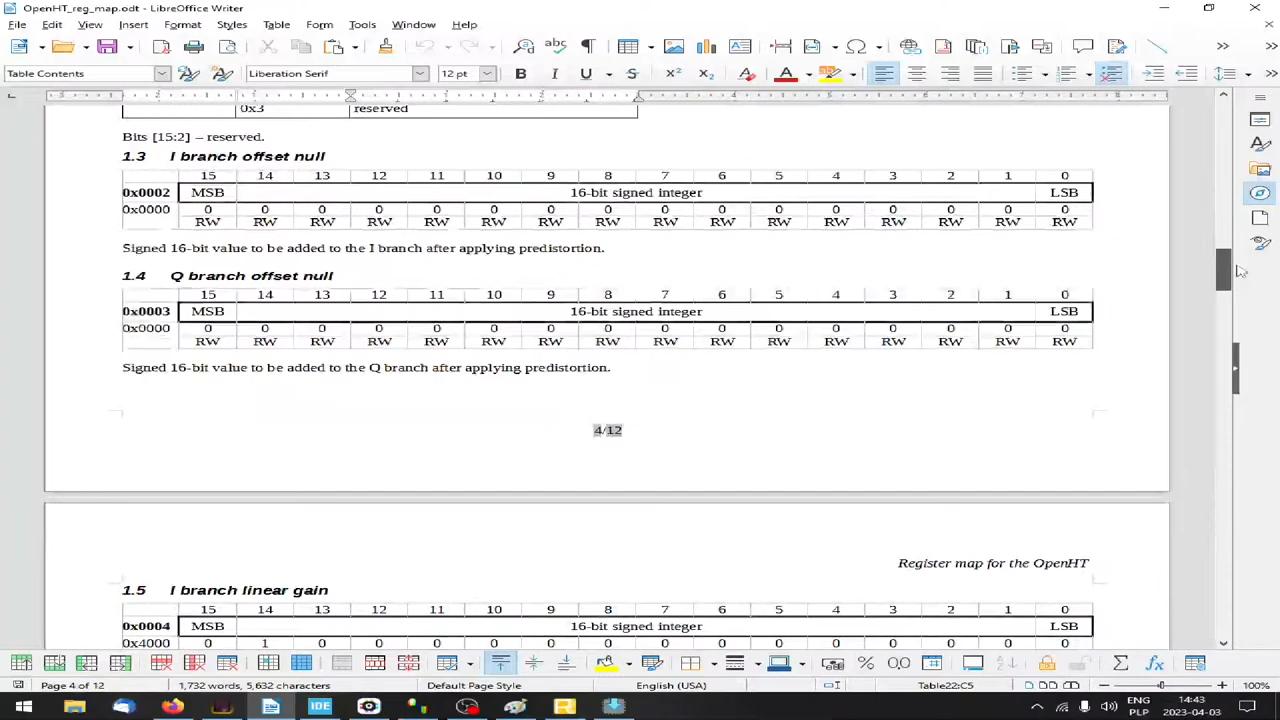 OpenHT_reg_map.odt - LibreOffice Writer
File Edit View Insert Format Styles Table Form Tools Window Help
Table Contents Liberation Serif 12 pt
0x3 reserved
Bits [15:2] – reserved.
1.3 I branch offset null
15 14 13 12 11 10 9 8 7 6 5 4 3 2 1 0
0x0002 MSB 16-bit signed integer LSB
0x0000 0 0 0 0 0 0 0 0 0 0 0 0 0 0 0 0
RW RW RW RW RW RW RW RW RW RW RW RW RW RW RW RW
Signed 16-bit value to be added to the I branch after applying predistortion.
1.4 Q branch offset null
15 14 13 12 11 10 9 8 7 6 5 4 3 2 1 0
0x0003 MSB 16-bit signed integer LSB
0x0000 0 0 0 0 0 0 0 0 0 0 0 0 0 0 0 0
RW RW RW RW RW RW RW RW RW RW RW RW RW RW RW RW
Signed 16-bit value to be added to the Q branch after applying predistortion.
4/12
Register map for the OpenHT
1.5 I branch linear gain
15 14 13 12 11 10 9 8 7 6 5 4 3 2 1 0
0x0004 MSB 16-bit signed integer LSB
0x4000 0 1 0 0 0 0 0 0 0 0 0 0 0 0 0 0
Page 4 of 12 1,732 words, 5,632 characters Default Page Style English (USA) Table22:C5 100%
IDE
ENG 14:43
PLP 2023-04-03